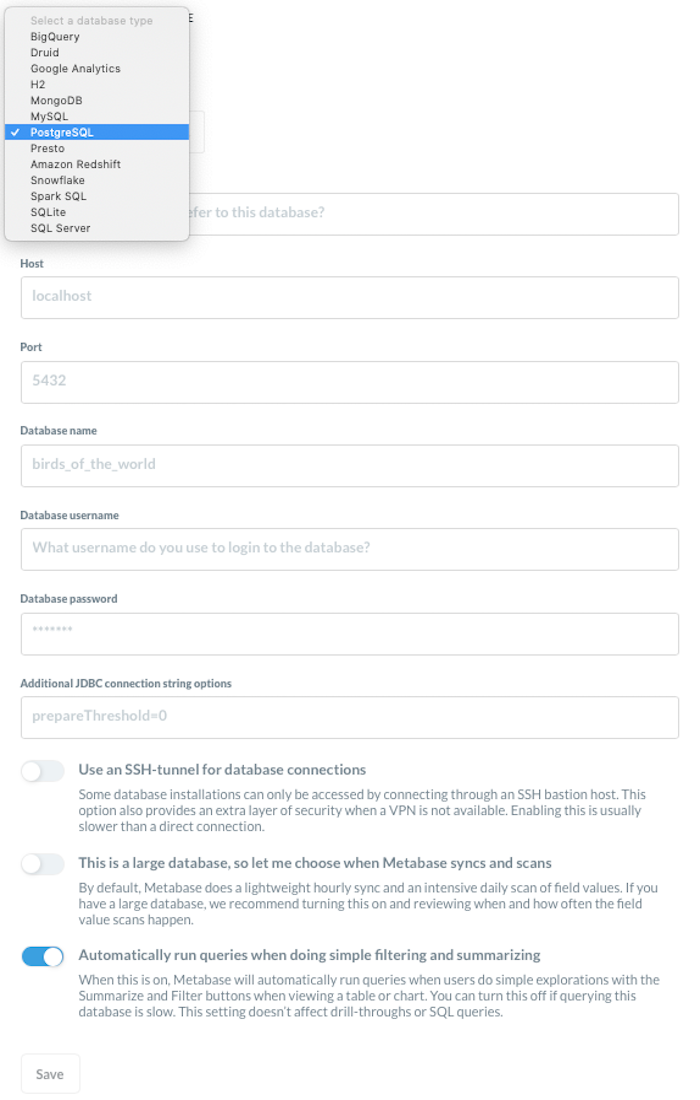 Select a database type
E
BigQuery
Druid
Google Analytics
H2
MongoDB
MySQL
✓ PostgreSQL
Presto
Amazon Redshift
Snowflake
Spark SQL
SQLite
efer to this database?
SQL Server
Host
localhost
Port
5432
Database name
birds_of_the_world
Database username
What username do you use to login to the database?
Database password
*******
Additional JDBC connection string options
prepareThreshold=0
Use an SSH-tunnel for database connections
Some database installations can only be accessed by connecting through an SSH bastion host. This
option also provides an extra layer of security when a VPN is not available. Enabling this is usually
slower than a direct connection.
This is a large database, so let me choose when Metabase syncs and scans
By default, Metabase does a lightweight hourly sync and an intensive daily scan of field values. If you
have a large database, we recommend turning this on and reviewing when and how often the field
value scans happen.
Automatically run queries when doing simple filtering and summarizing
When this is on, Metabase will automatically run queries when users do simple explorations with the
Summarize and Filter buttons when viewing a table or chart. You can turn this off if querying this
database is slow. This setting doesn't affect drill-throughs or SQL queries.
Save